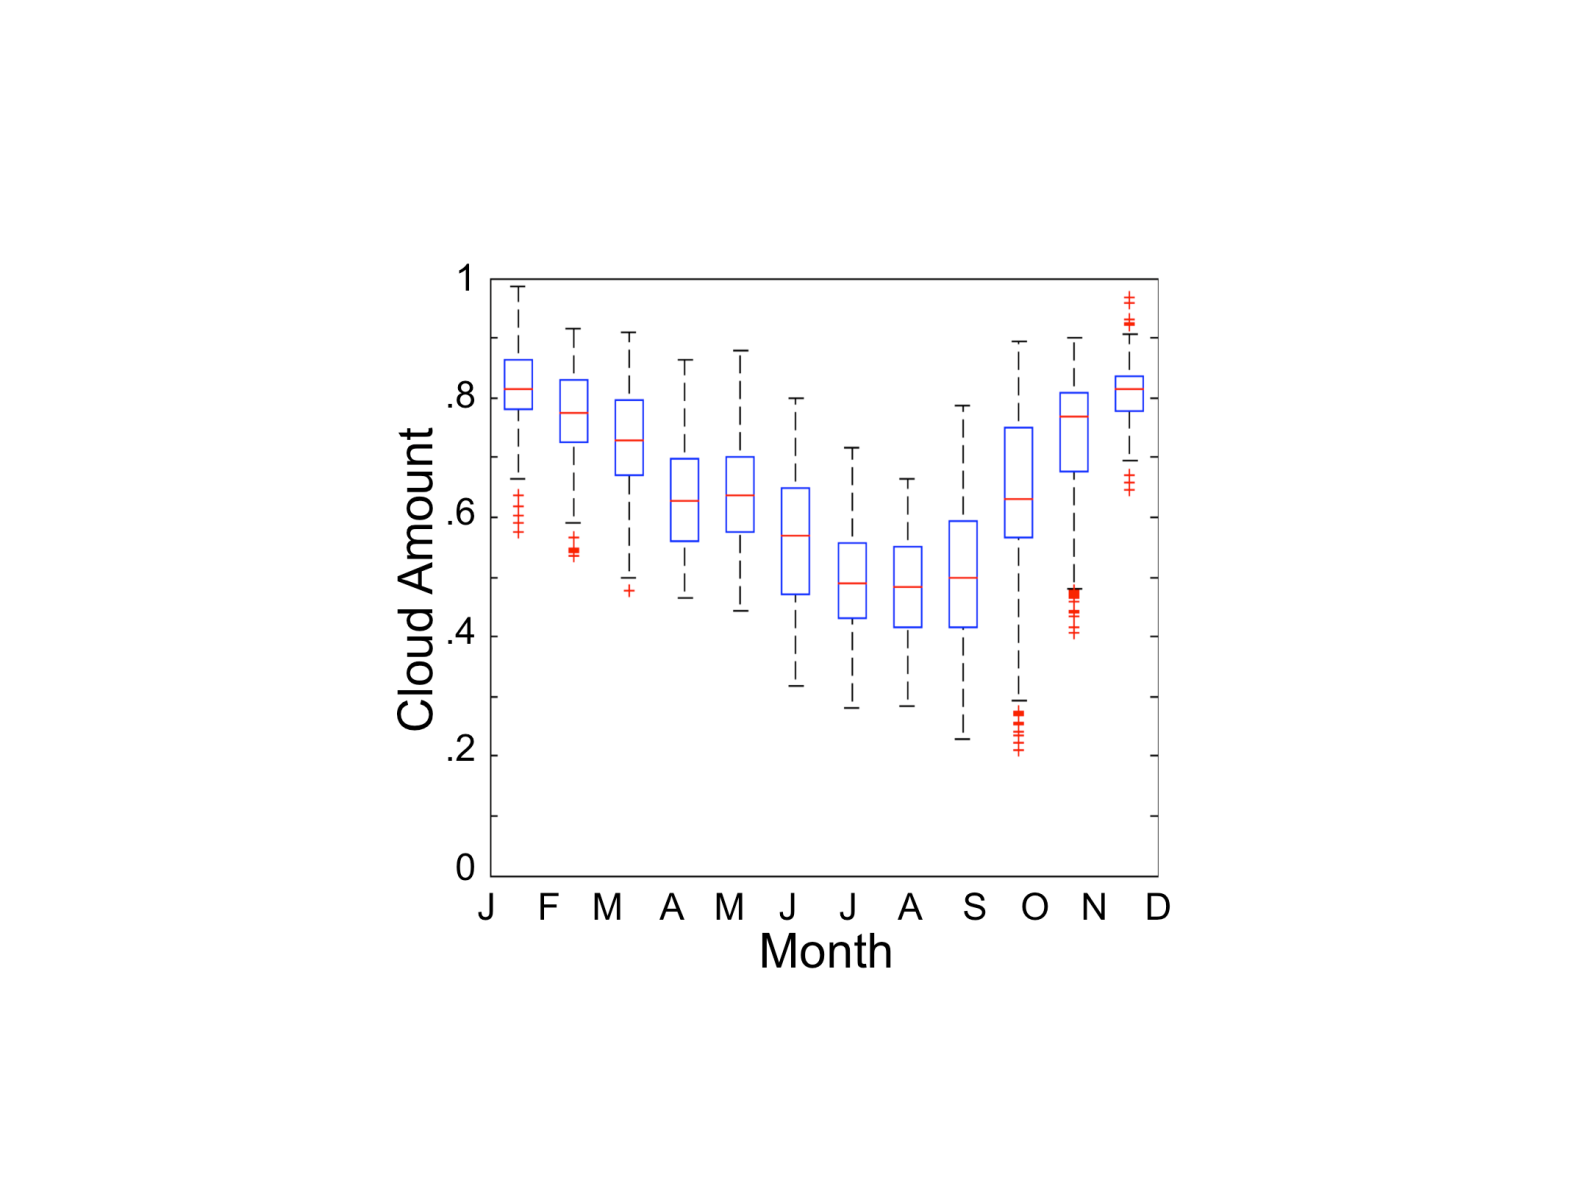 1
.8
.6
.4
.2
0
Cloud Amount
J F M A M J J A S O N D
Month